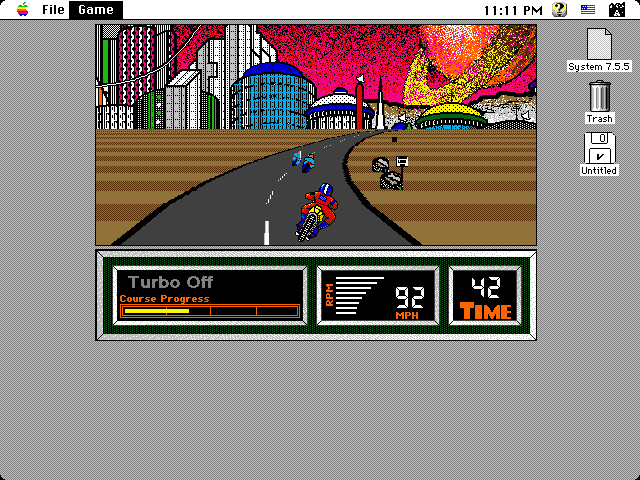 File Game 11:11 PM
System 7.5.5
Trash
Untitled
Turbo Off
Course Progress
RPM
92
MPH
42
TIME